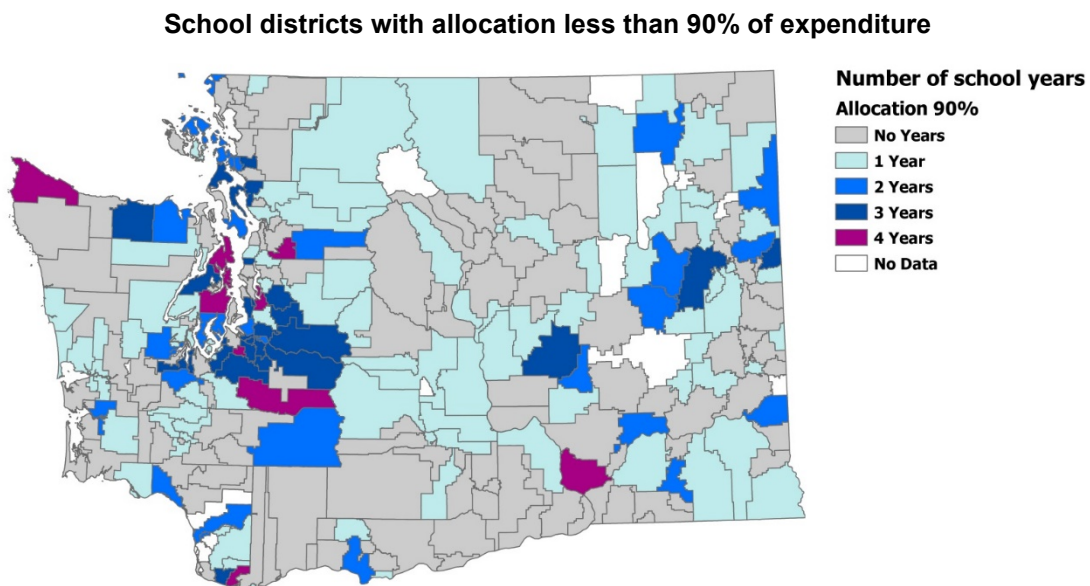 School districts with allocation less than 90% of expenditure
Number of school years
Allocation 90%
No Years
1 Year
2 Years
3 Years
4 Years
No Data